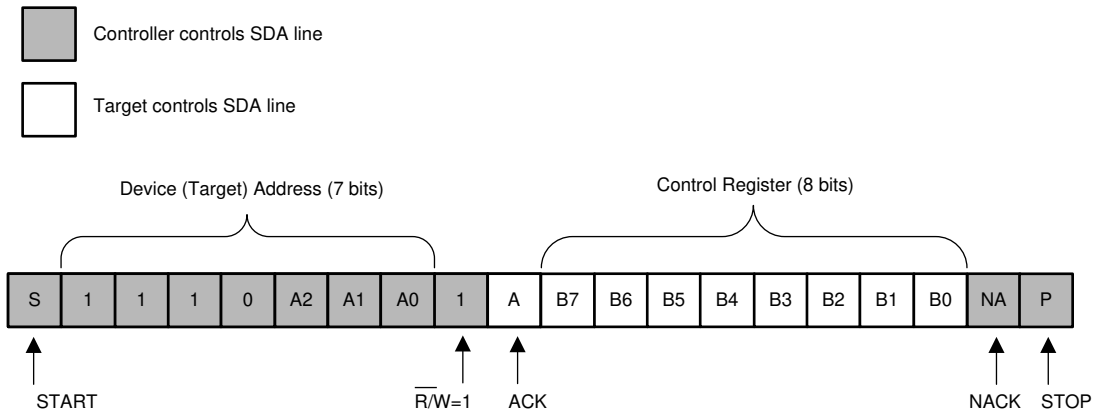 Controller controls SDA line
Target controls SDA line
Device (Target) Address (7 bits)
Control Register (8 bits)
S 1 1 1 0 A2 A1 A0 1 A B7 B6 B5 B4 B3 B2 B1 B0 NA P
START R/W=1 ACK NACK STOP